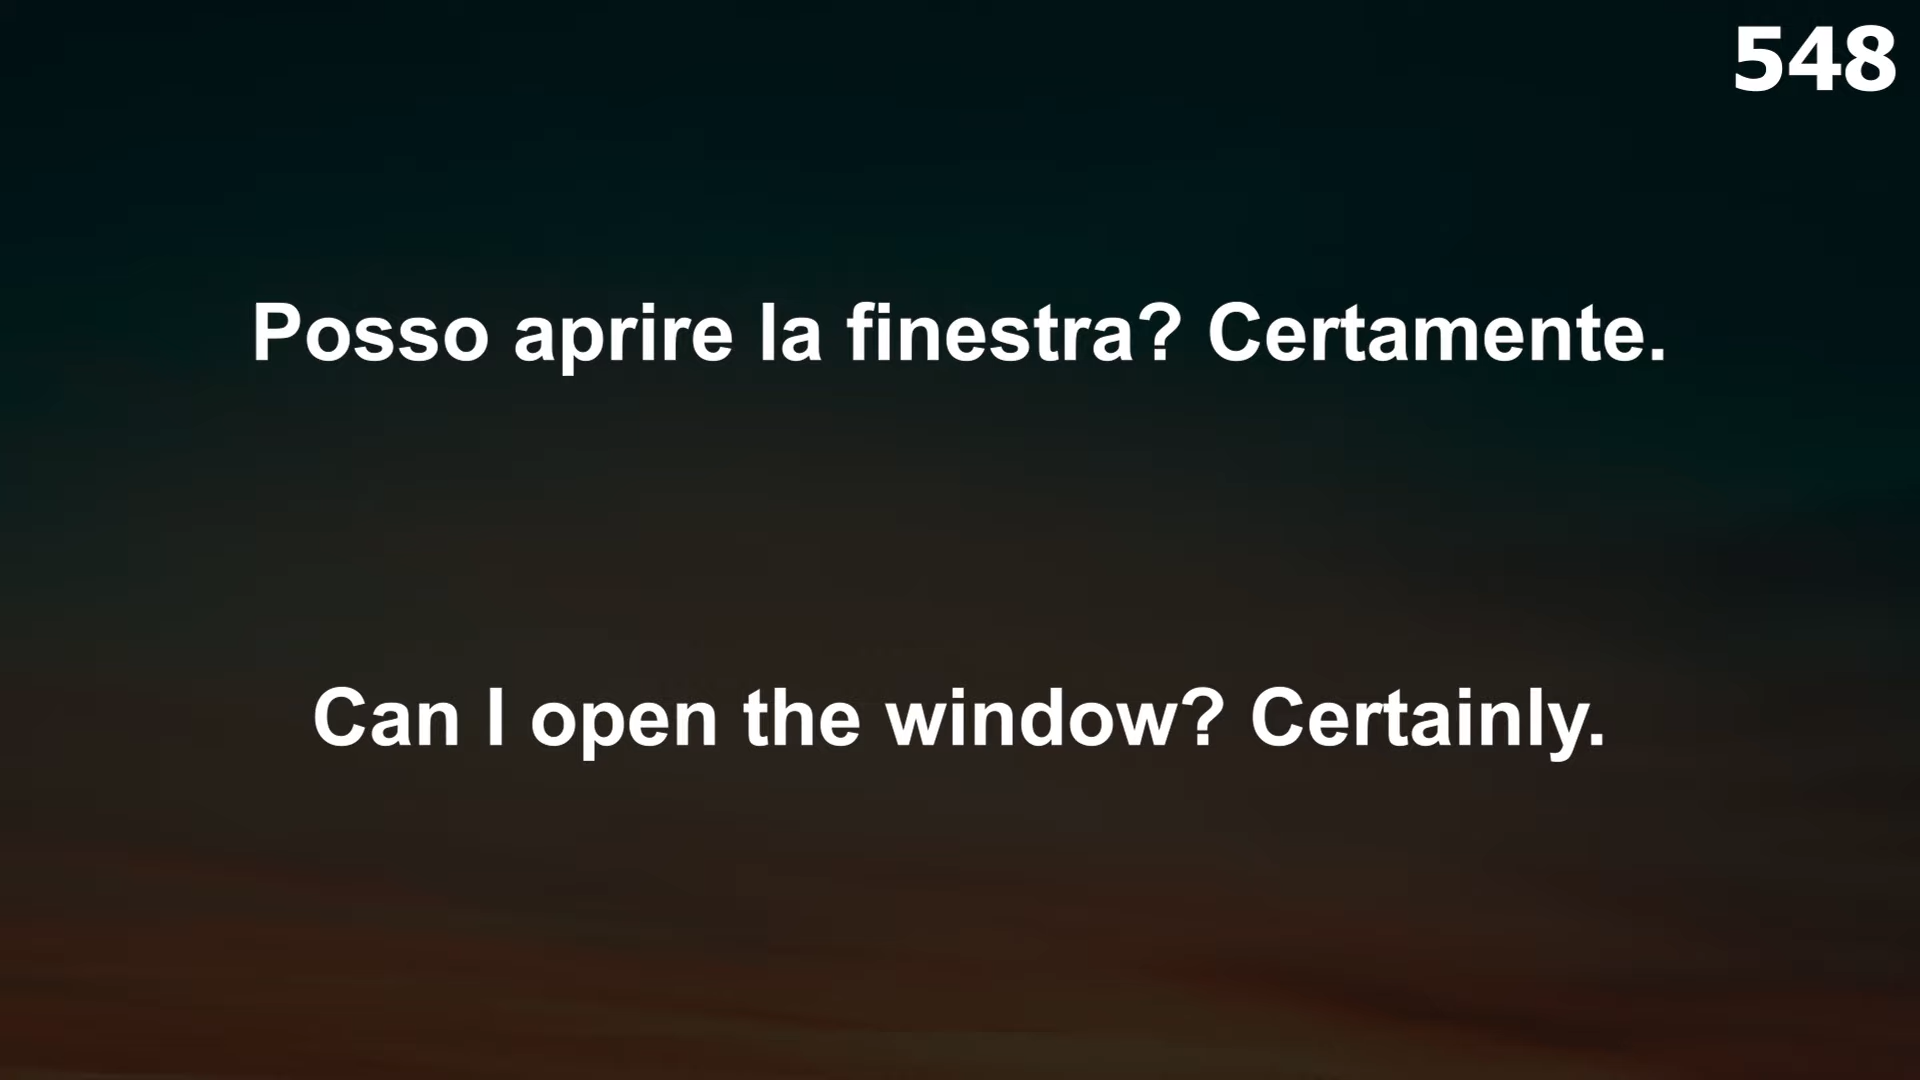 548
Posso aprire la finestra? Certamente.
Can I open the window? Certainly.